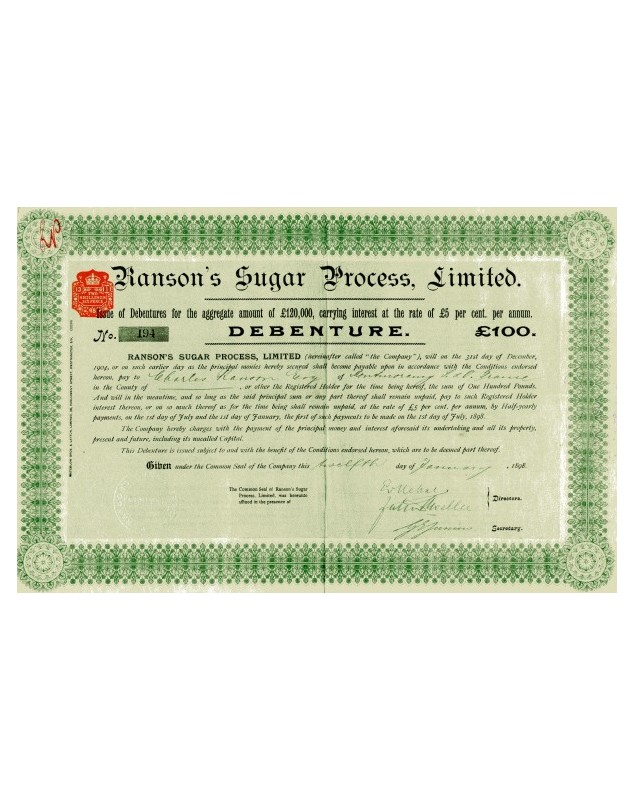 Ranson's Sugar Process, Limited.
Issue of Debentures for the aggregate amount of £120,000, carrying interest at the rate of £5 per cent. per annum.
No. 194 DEBENTURE. £100.
RANSON'S SUGAR PROCESS, LIMITED (hereinafter called "the Company"), will on the 31st day of December,
1904, or on such earlier day as the principal monies hereby secured shall become payable upon in accordance with the Conditions endorsed
hereon, pay to Charles Ranson Esq of
in the County of , or other the Registered Holder for the time being hereof, the sum of One Hundred Pounds.
And will in the meantime, and so long as the said principal sum or any part thereof shall remain unpaid, pay to such Registered Holder
interest thereon, or on so much thereof as for the time being shall remain unpaid, at the rate of £5 per cent. per annum, by Half-yearly
payments, on the 1st day of July and the 1st day of January, the first of such payments to be made on the 1st day of July, 1898.
The Company hereby charges with the payment of the principal money and interest aforesaid its undertaking and all its property,
present and future, including its uncalled Capital.
This Debenture is issued subject to and with the benefit of the Conditions endorsed hereon, which are to be deemed part thereof.
Given under the Common Seal of the Company this twelfth day of January, 1898.
The Common Seal of Ranson's Sugar
Process, Limited, was hereunto
affixed in the presence of
Directors.
Secretary.